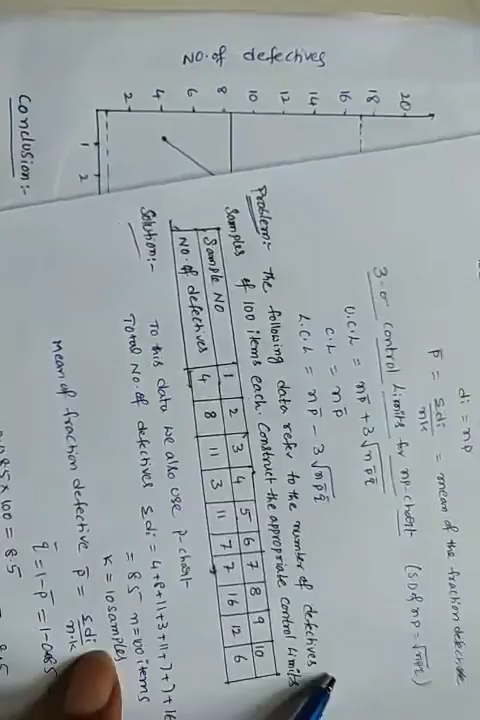 di = np
p̄ = Σdi/nk = mean of the fraction defective
3-σ control limits for np-chart (S.D of np = √npq)
U.C.L = np̄ + 3√np̄q̄
C.L = np̄
L.C.L = np̄ - 3√np̄q̄
Problem:- The following data refer to the number of defectives
samples of 100 items each. Construct the appropriate control limits
Sample NO 1 2 3 4 5 6 7 8 9 10
NO. of defectives 4 8 11 3 11 7 7 16 12 6
Solution:- To this data we also use p-chart
Total No. of defectives Σdi = 4+8+11+3+11+7+7+16
= 85 n=100 items
K = 10 samples
Mean of fraction defective p̄ = Σdi/n.k
q̄ = 1-p̄ = 1-0.085
0.085×100 = 8.5
8.5
NO. of defectives
2 4 6 8 10 12 14 16 18 20
1 2
Conclusion:-